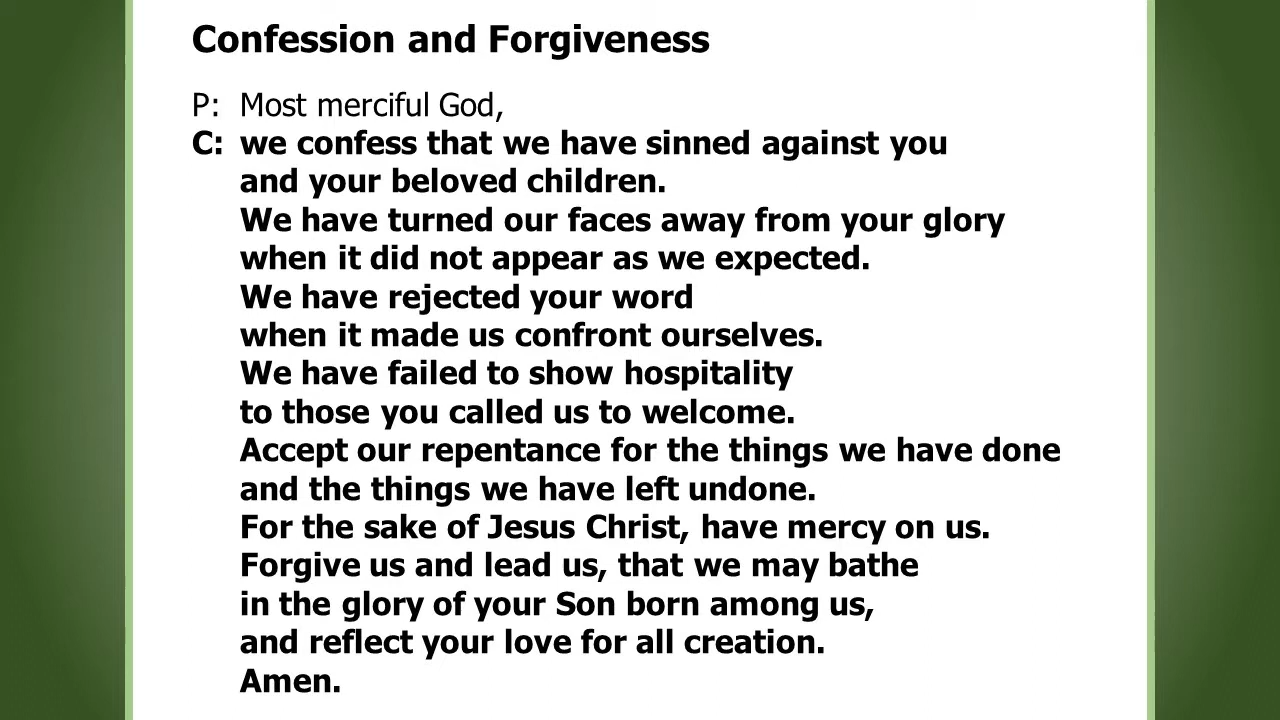 Confession and Forgiveness
P: Most merciful God,
C: we confess that we have sinned against you
and your beloved children.
We have turned our faces away from your glory
when it did not appear as we expected.
We have rejected your word
when it made us confront ourselves.
We have failed to show hospitality
to those you called us to welcome.
Accept our repentance for the things we have done
and the things we have left undone.
For the sake of Jesus Christ, have mercy on us.
Forgive us and lead us, that we may bathe
in the glory of your Son born among us,
and reflect your love for all creation.
Amen.